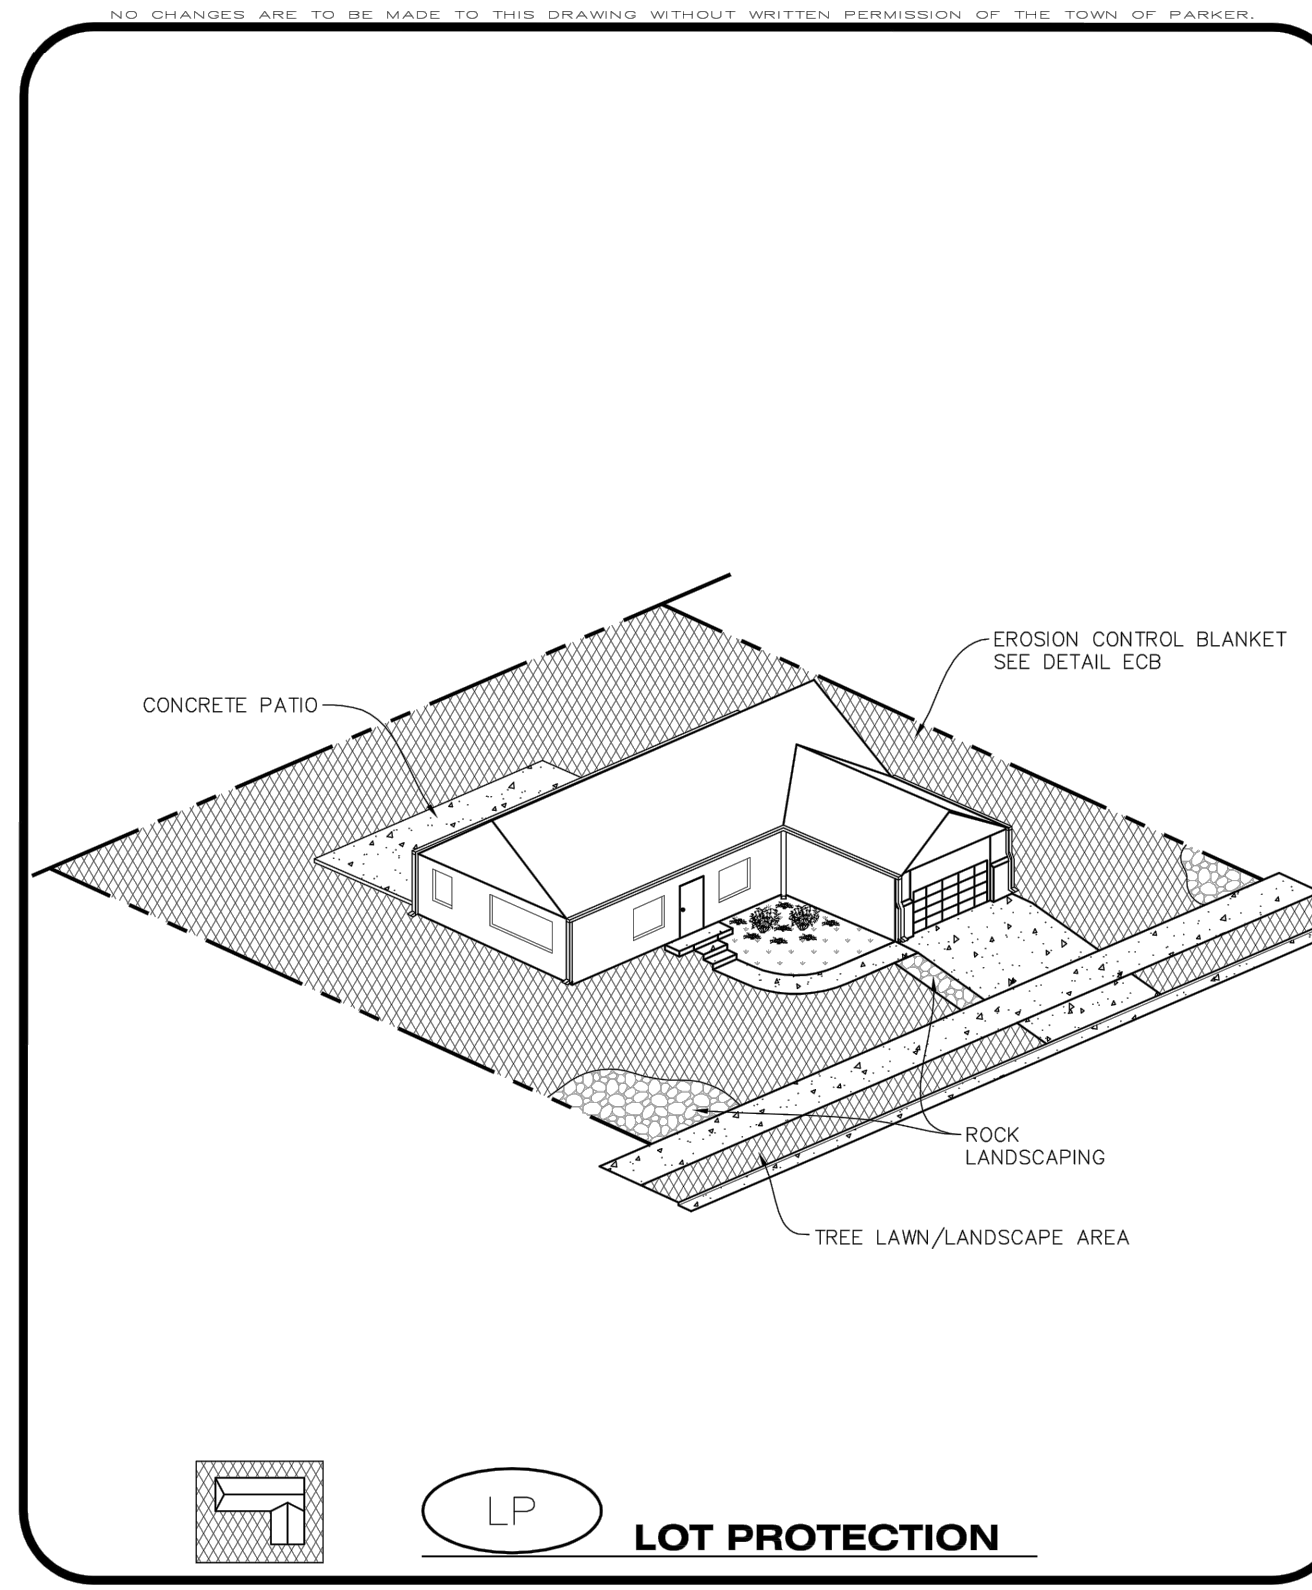 NO CHANGES ARE TO BE MADE TO THIS DRAWING WITHOUT WRITTEN PERMISSION OF THE TOWN OF PARKER.
EROSION CONTROL BLANKET
SEE DETAIL ECB
CONCRETE PATIO
ROCK
LANDSCAPING
TREE LAWN/LANDSCAPE AREA
LP
LOT PROTECTION